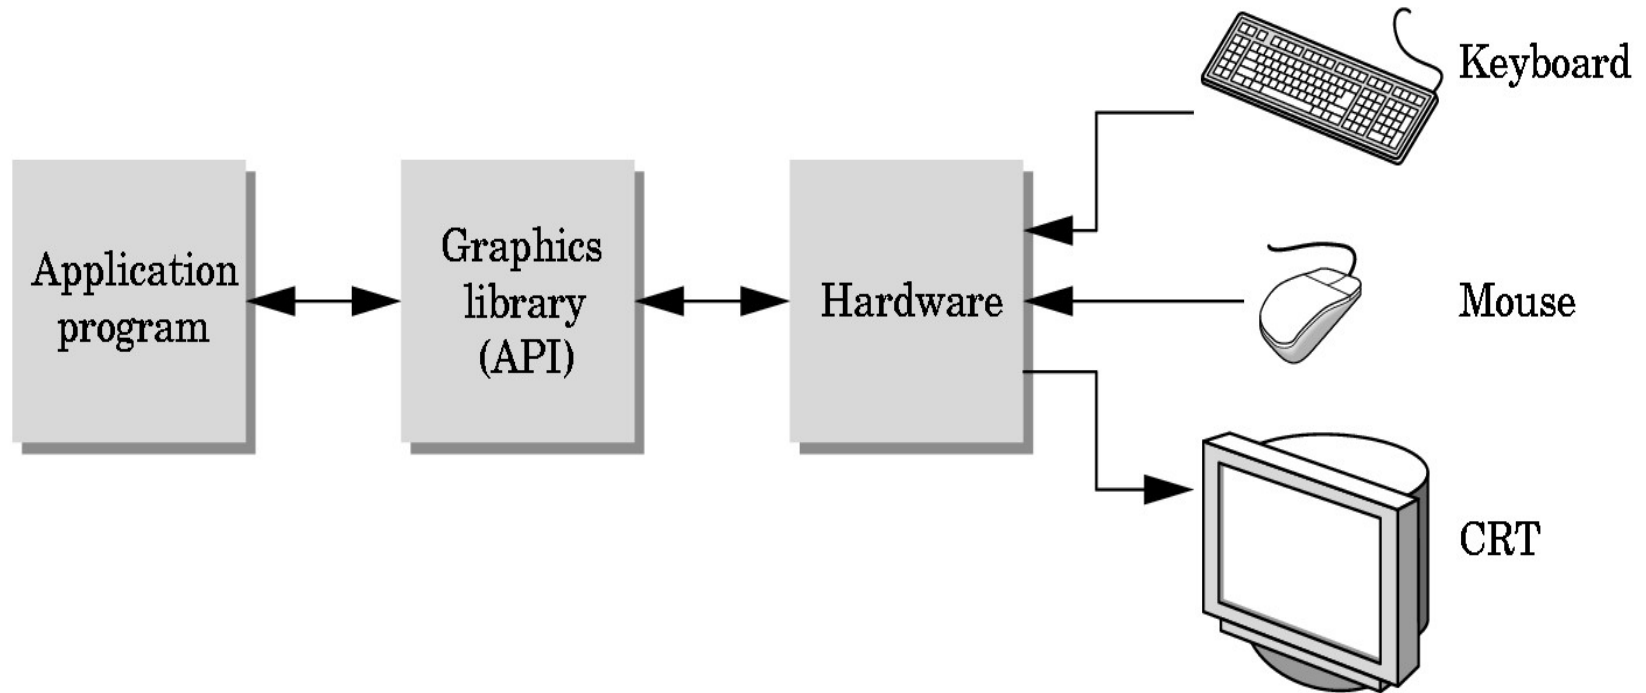 Application
program
Graphics
library
(API)
Hardware
Keyboard
Mouse
CRT